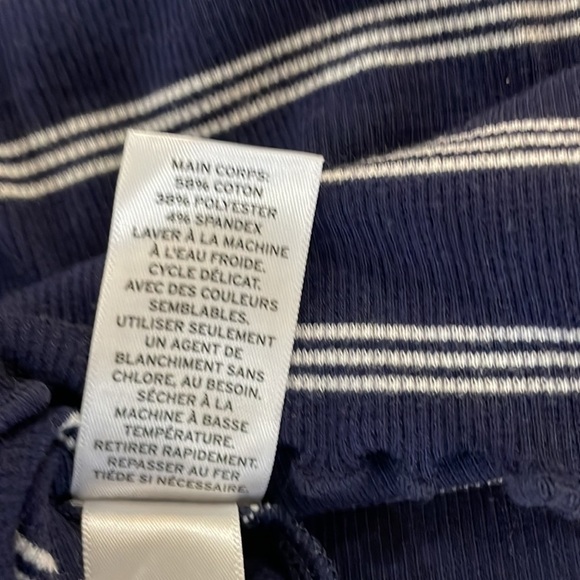 MAIN CORPS:
58% COTON
38% POLYESTER
4% SPANDEX
LAVER À LA MACHINE
À L'EAU FROIDE.
CYCLE DÉLICAT.
AVEC DES COULEURS
SEMBLABLES.
UTILISER SEULEMENT
UN AGENT DE
BLANCHIMENT SANS
CHLORE, AU BESOIN.
SÉCHER À LA
MACHINE À BASSE
TEMPÉRATURE.
RETIRER RAPIDEMENT.
REPASSER AU FER
TIÉDE SI NÉCESSAIRE.